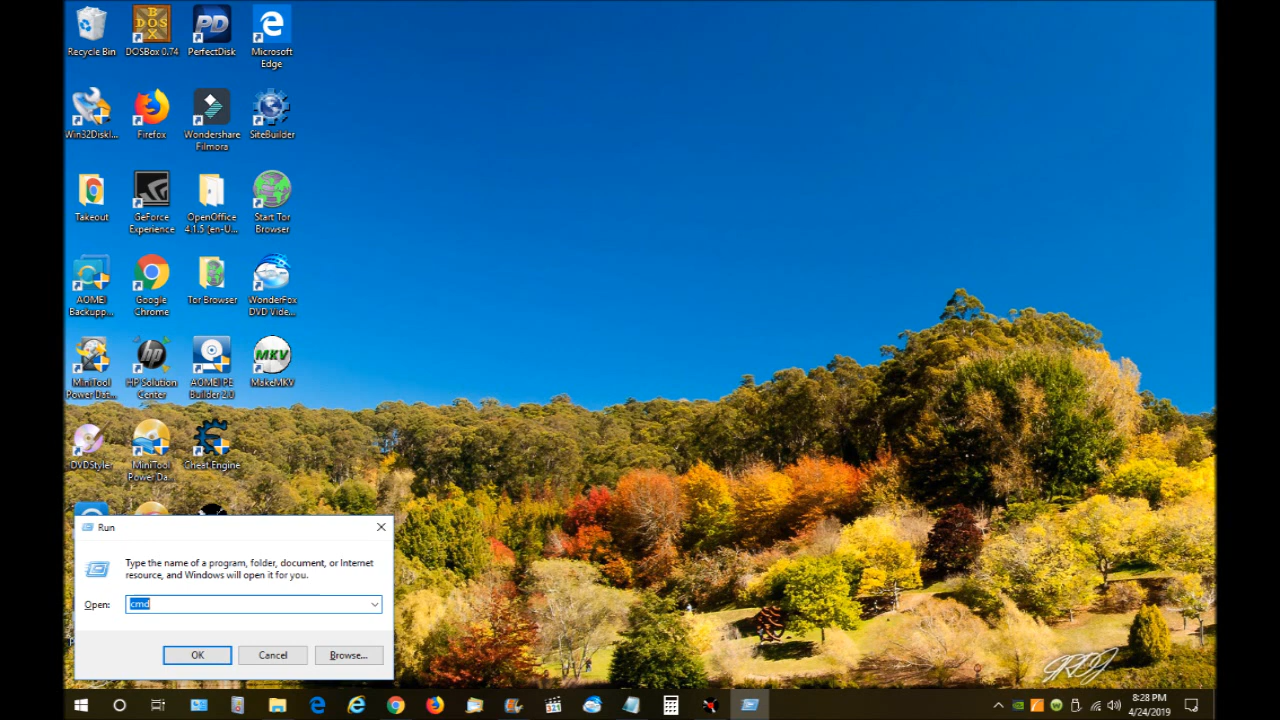 Recycle Bin
DOSBox 0.74
PerfectDisk
Microsoft
Edge
Win32DiskI...
Firefox
Wondershare
Filmora
SiteBuilder
Takeout
GeForce
Experience
OpenOffice
4.1.5 (en-U...
Start Tor
Browser
AOMEI
Backupp...
Google
Chrome
Tor Browser
WonderFox
DVD Vide...
MiniTool
Power Dat...
HP Solution
Center
AOMEI PE
Builder 2.0
MakeMKV
DVDStyler
MiniTool
Power Da...
Cheat Engine
Run
Type the name of a program, folder, document, or Internet
resource, and Windows will open it for you.
Open: cmd
OK
Cancel
Browse...
8:28 PM
4/24/2019